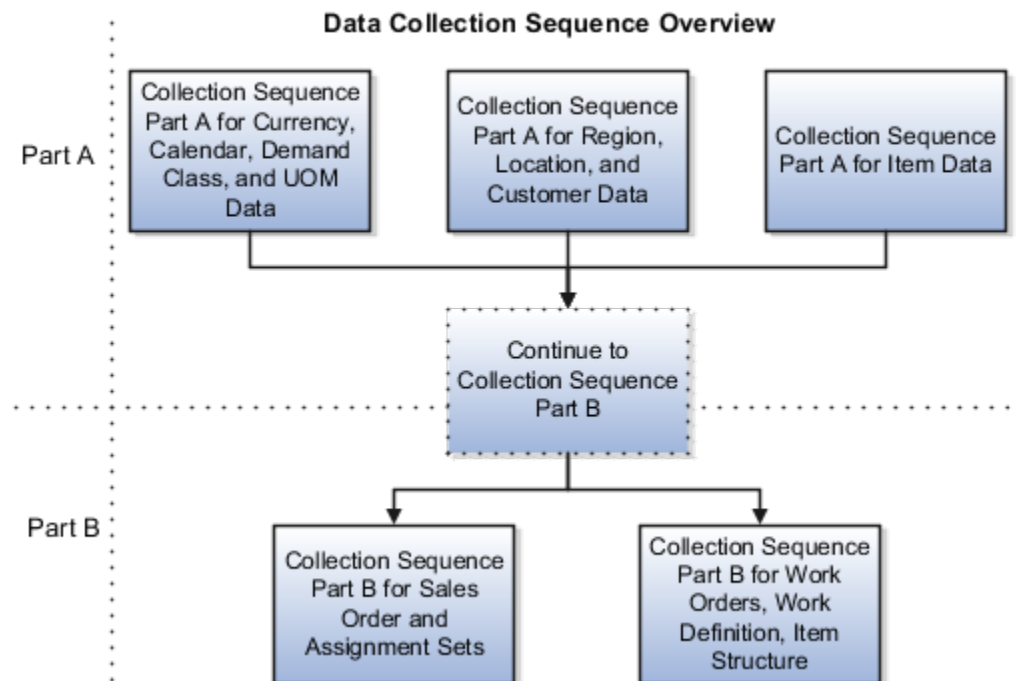 Data Collection Sequence Overview
Part A
Collection Sequence
Part A for Currency,
Calendar, Demand
Class, and UOM
Data
Collection Sequence
Part A for Region,
Location, and
Customer Data
Collection Sequence
Part A for Item Data
Continue to
Collection Sequence
Part B
Part B
Collection Sequence
Part B for Sales
Order and
Assignment Sets
Collection Sequence
Part B for Work
Orders, Work
Definition, Item
Structure